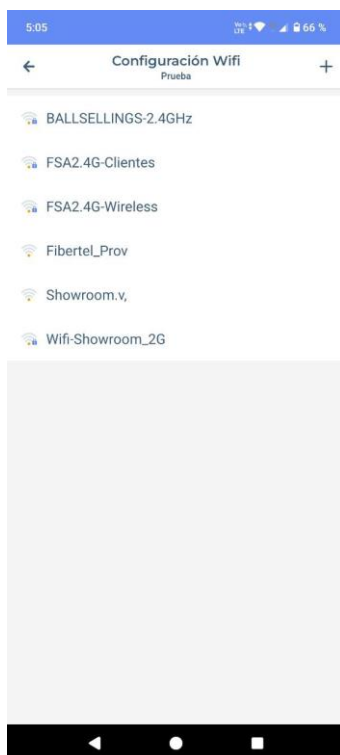 5:05 VoLTE 66 %
Configuración Wifi
Prueba
BALLSELLINGS-2.4GHz
FSA2.4G-Clientes
FSA2.4G-Wireless
Fibertel_Prov
Showroom.v,
Wifi-Showroom_2G